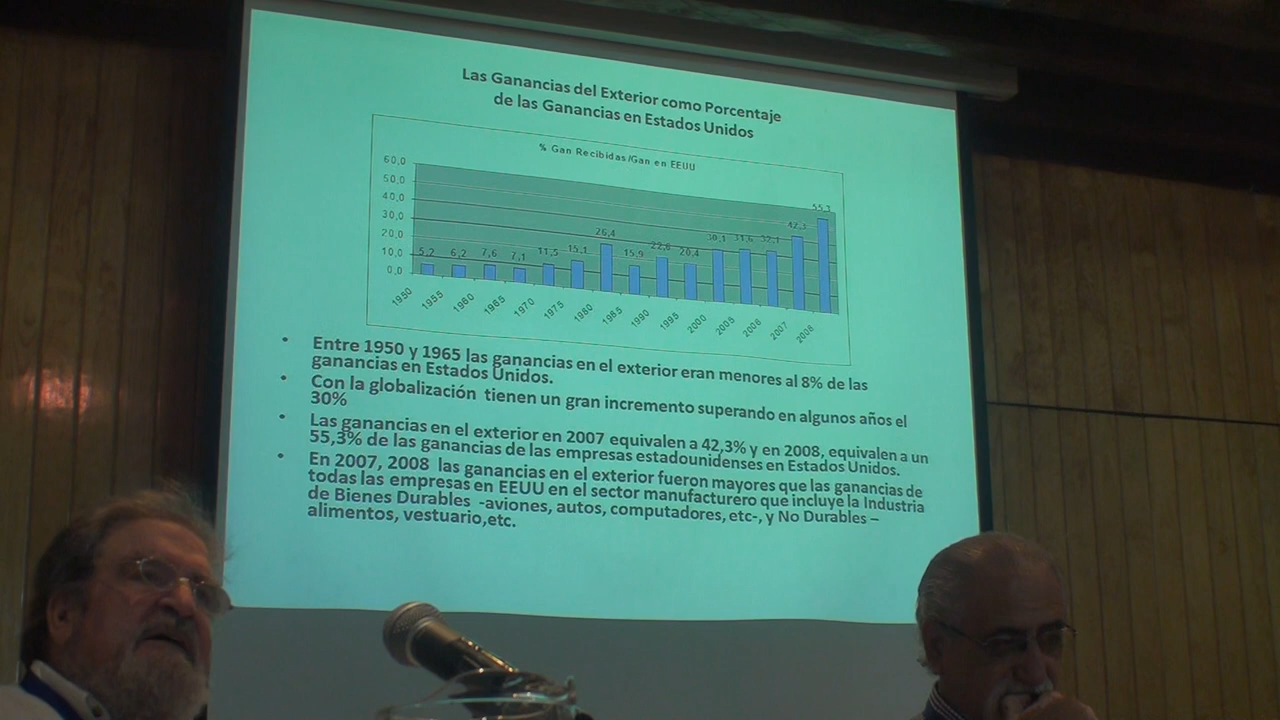 Las Ganancias del Exterior como Porcentaje
de las Ganancias en Estados Unidos
% Gan Recibidas/Gan en EEUU
60,0
50,0
40,0
30,0
20,0
10,0
0,0
5,2 6,2 7,6 7,1 11,5 15,1 26,4 15,9 22,8 20,4 30,1 31,6 32,1 42,3 55,3
1950 1955 1960 1965 1970 1975 1980 1985 1990 1995 2000 2005 2006 2007 2008
• Entre 1950 y 1965 las ganancias en el exterior eran menores al 8% de las
ganancias en Estados Unidos.
• Con la globalización tienen un gran incremento superando en algunos años el
30%
• Las ganancias en el exterior en 2007 equivalen a 42,3% y en 2008, equivalen a un
55,3% de las ganancias de las empresas estadounidenses en Estados Unidos.
• En 2007, 2008 las ganancias en el exterior fueron mayores que las ganancias de
todas las empresas en EEUU en el sector manufacturero que incluye la Industria
de Bienes Durables -aviones, autos, computadores, etc-, y No Durables –
alimentos, vestuario,etc.